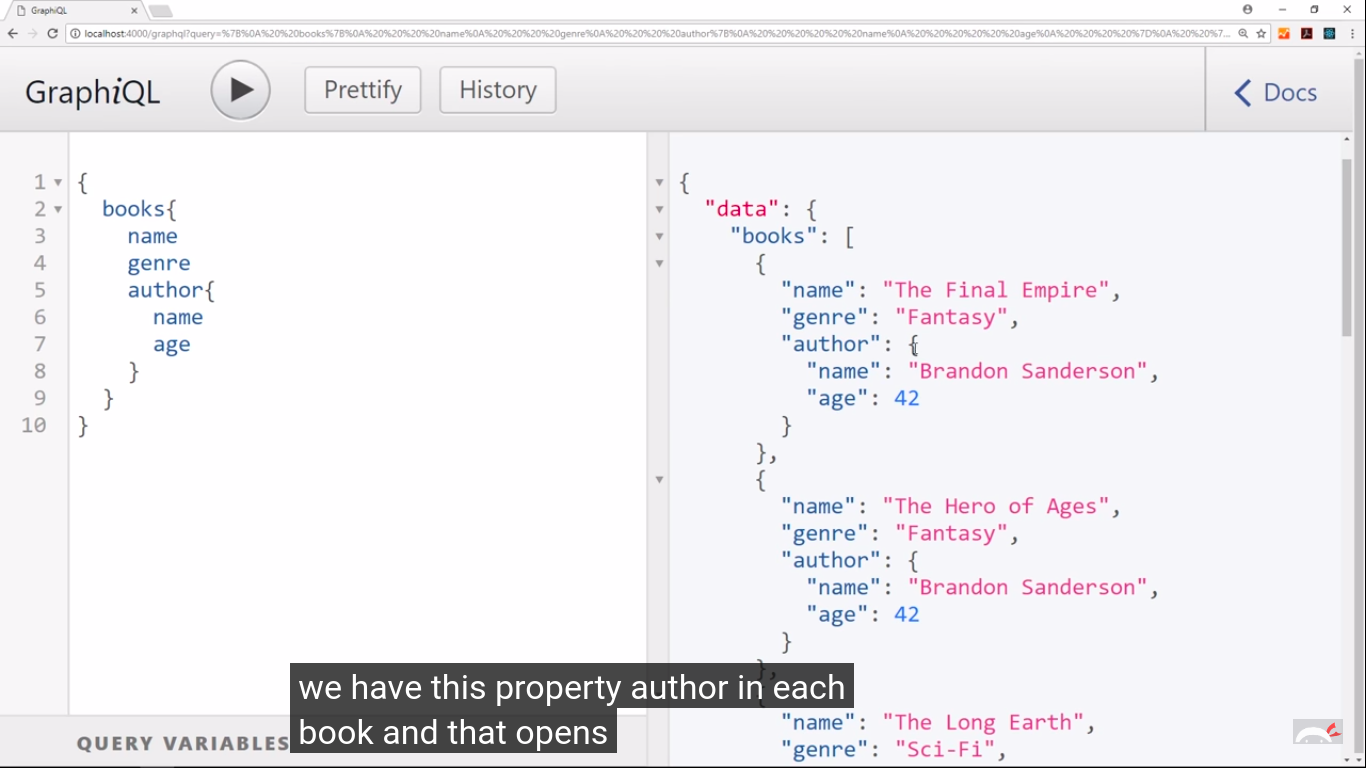 GraphiQL
localhost:4000/graphql?query=%7B%0A%20%20books%7B%0A%20%20%20%20name%0A%20%20%20%20genre%0A%20%20%20%20author%7B%0A%20%20%20%20%20%20name%0A%20%20%20%20%20%20age%0A%20%20%20%20%7D%0A%20%20%7...
GraphiQL
Prettify
History
Docs
1 {
2 books{
3 name
4 genre
5 author{
6 name
7 age
8 }
9 }
10 }
{
"data": {
"books": [
{
"name": "The Final Empire",
"genre": "Fantasy",
"author": {
"name": "Brandon Sanderson",
"age": 42
}
},
{
"name": "The Hero of Ages",
"genre": "Fantasy",
"author": {
"name": "Brandon Sanderson",
"age": 42
}
},
{
"name": "The Long Earth",
"genre": "Sci-Fi",
QUERY VARIABLES
we have this property author in each
book and that opens